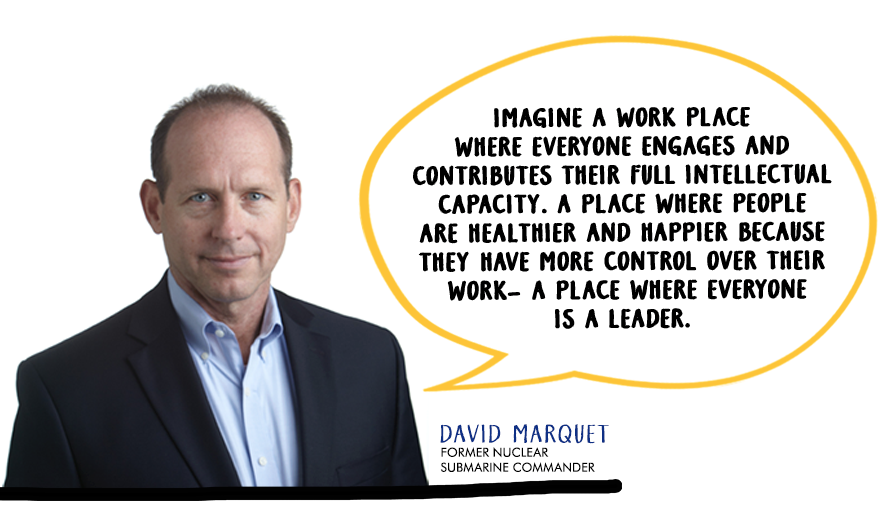 IMAGINE A WORK PLACE
WHERE EVERYONE ENGAGES AND
CONTRIBUTES THEIR FULL INTELLECTUAL
CAPACITY. A PLACE WHERE PEOPLE
ARE HEALTHIER AND HAPPIER BECAUSE
THEY HAVE MORE CONTROL OVER THEIR
WORK– A PLACE WHERE EVERYONE
IS A LEADER.
DAVID MARQUET
FORMER NUCLEAR
SUBMARINE COMMANDER